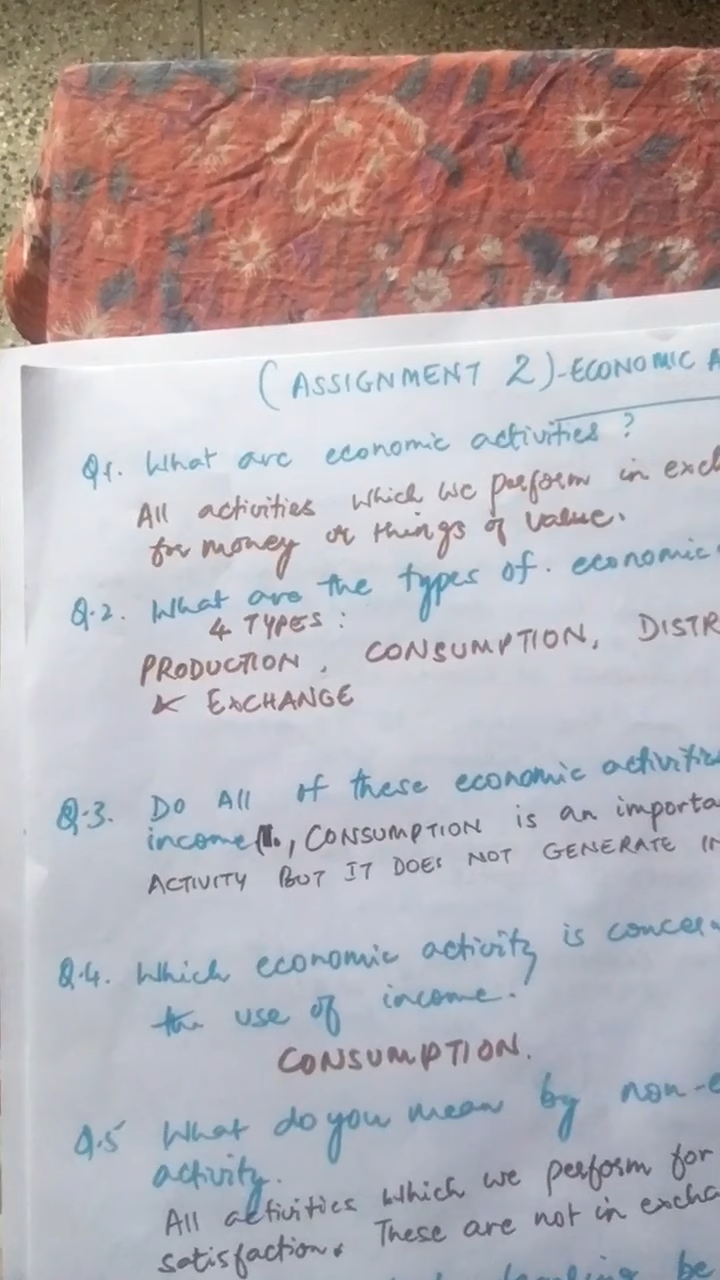 (ASSIGNMENT 2)-ECONOMIC A
Q1. What are economic activities ?
All activities which we perform in exc
for money or things of value.
Q.2. What are the types of. economic
4 TYPES :
PRODUCTION , CONSUMPTION, DISTR
& EXCHANGE
Q.3. Do All of these economic activitie
income , CONSUMPTION is an importa
ACTIVITY BUT IT DOES NOT GENERATE IN
Q.4. Which economic activity is concer
the use of income.
CONSUMPTION.
Q.5 What do you mean by non-e
activity.
All activities which we perform for
satisfaction. These are not in excha
be